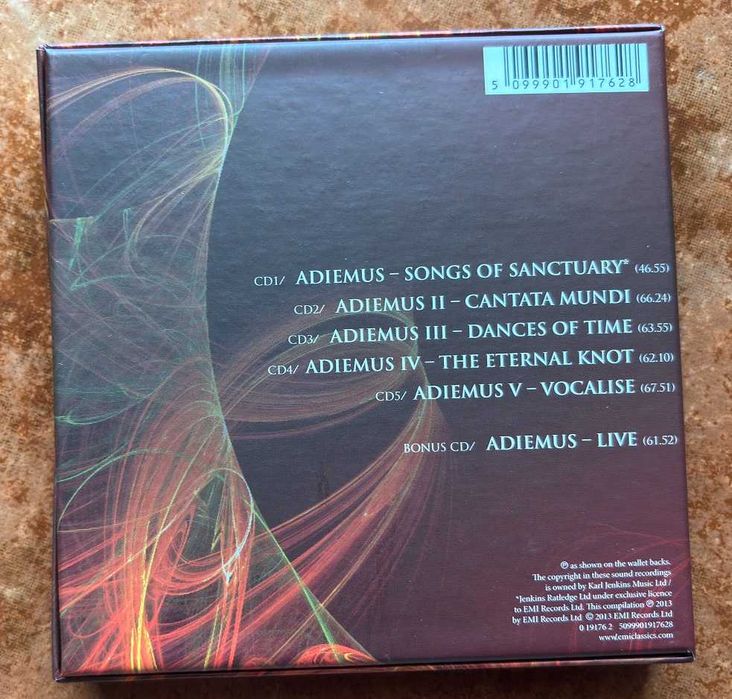 5 099901 917628
CD1/ ADIEMUS – SONGS OF SANCTUARY* (46.55)
CD2/ ADIEMUS II – CANTATA MUNDI (66.24)
CD3/ ADIEMUS III – DANCES OF TIME (63.55)
CD4/ ADIEMUS IV – THE ETERNAL KNOT (62.10)
CD5/ ADIEMUS V – VOCALISE (67.51)
BONUS CD/ ADIEMUS – LIVE (61.52)
℗ as shown on the wallet backs.
The copyright in these sound recordings
is owned by Karl Jenkins Music Ltd /
*Jenkins Ratledge Ltd under exclusive licence
to EMI Records Ltd. This compilation ℗ 2013
by EMI Records Ltd © 2013 EMI Records Ltd
0 19176 2 5099901917628
www.emiclassics.com